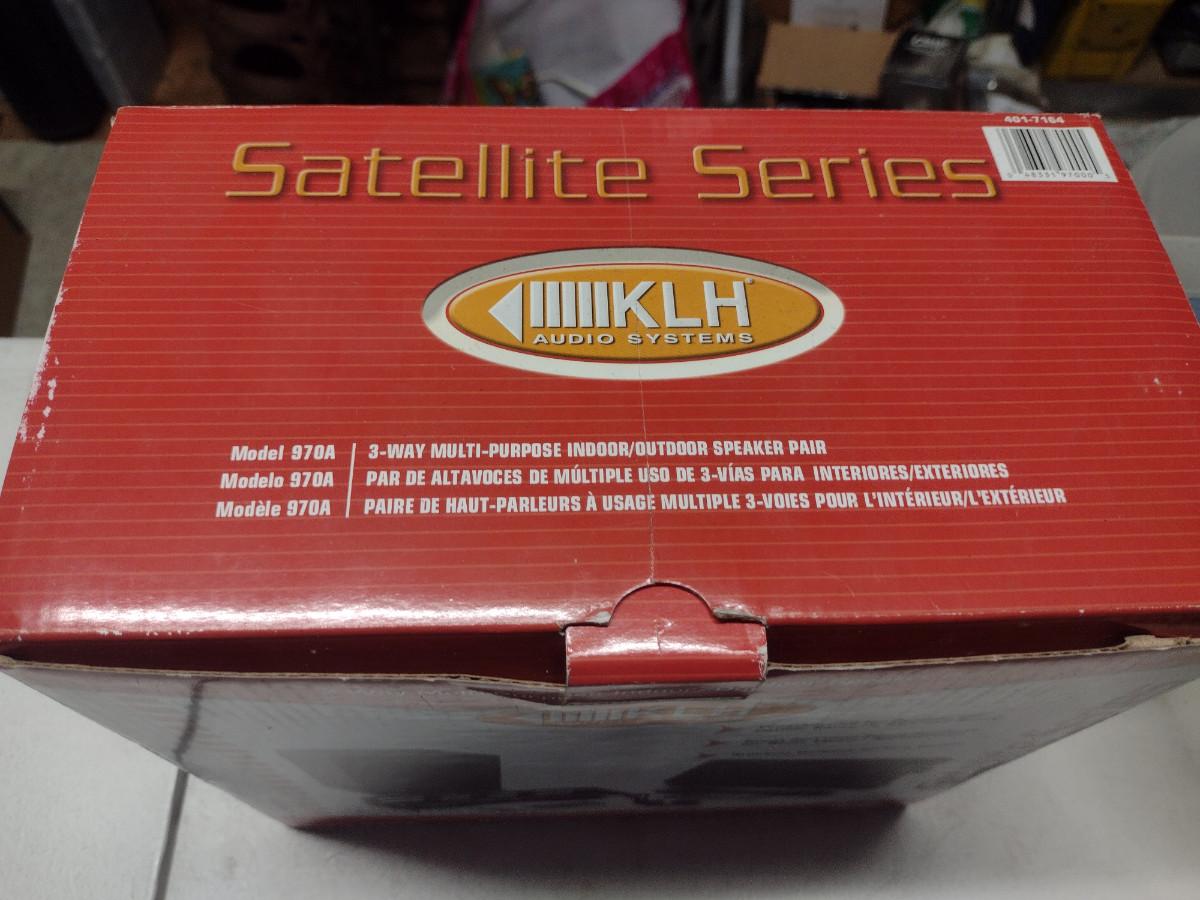 401-7164
Satellite Series
KLH
AUDIO SYSTEMS
Model 970A | 3-WAY MULTI-PURPOSE INDOOR/OUTDOOR SPEAKER PAIR
Modelo 970A | PAR DE ALTAVOCES DE MÚLTIPLE USO DE 3-VÍAS PARA INTERIORES/EXTERIORES
Modèle 970A | PAIRE DE HAUT-PARLEURS À USAGE MULTIPLE 3-VOIES POUR L'INTÉRIEUR/L'EXTÉRIEUR
KLH